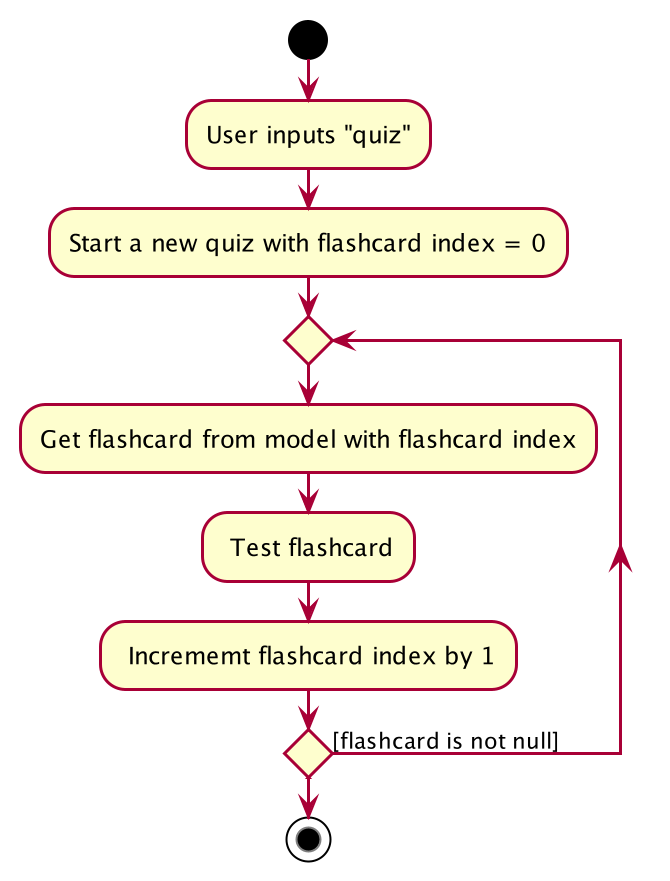 User inputs "quiz"
Start a new quiz with flashcard index = 0
Get flashcard from model with flashcard index
Test flashcard
Incrememt flashcard index by 1
[flashcard is not null]